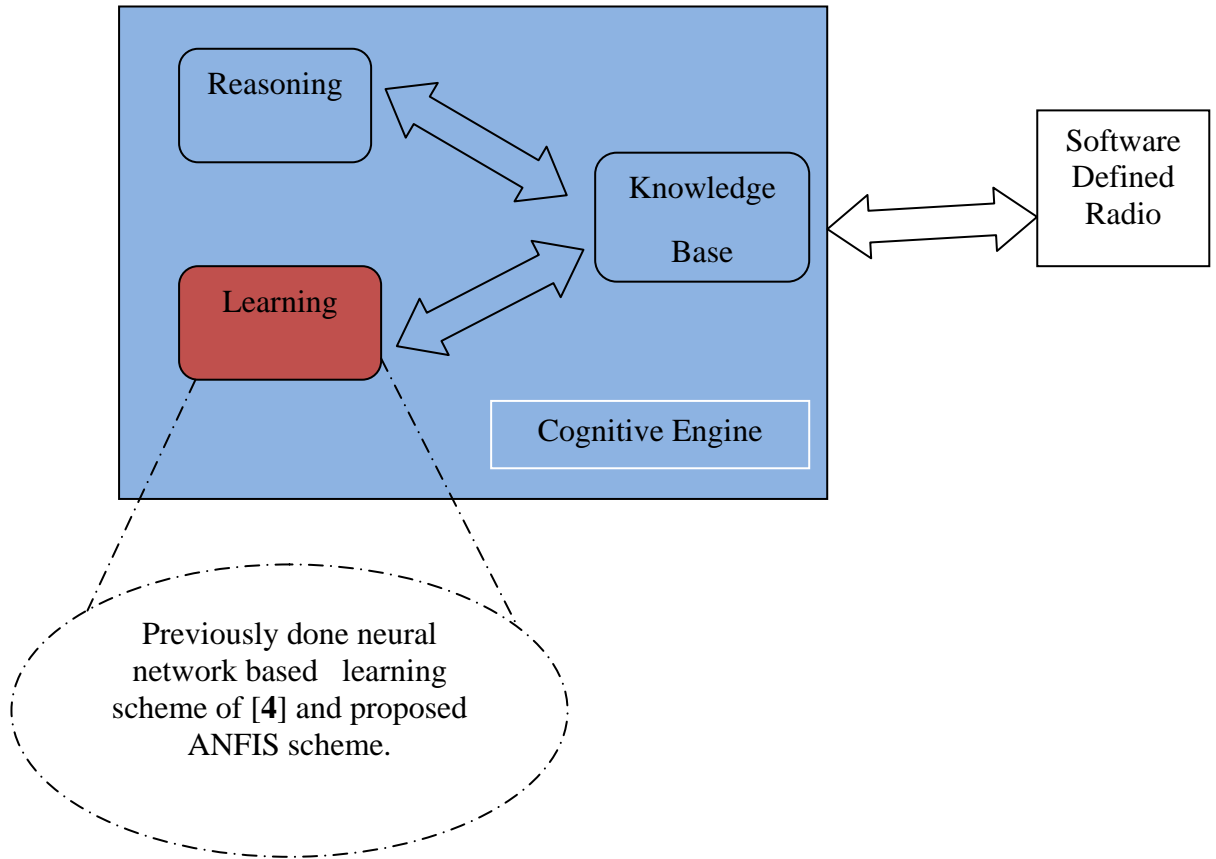 Reasoning
Software
Defined
Radio
Knowledge
Base
Learning
Cognitive Engine
Previously done neural
network based learning
scheme of [4] and proposed
ANFIS scheme.